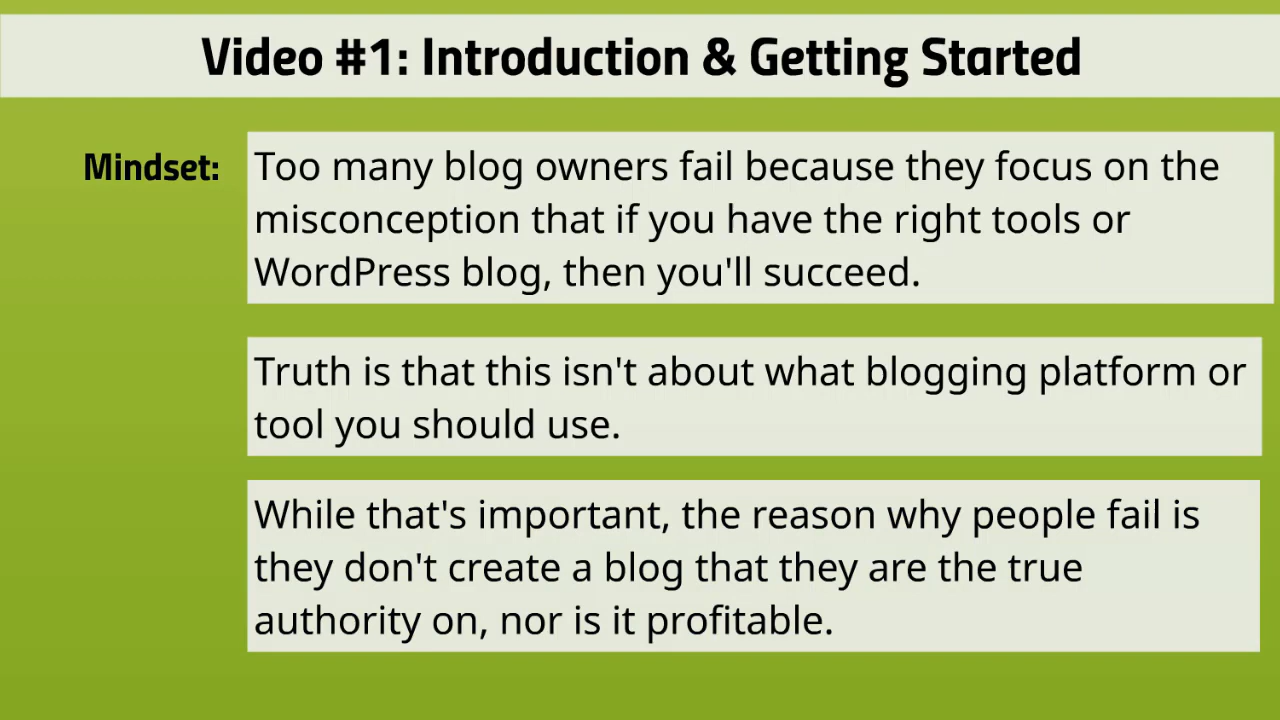 Video #1: Introduction & Getting Started
Mindset:
Too many blog owners fail because they focus on the
misconception that if you have the right tools or
WordPress blog, then you'll succeed.
Truth is that this isn't about what blogging platform or
tool you should use.
While that's important, the reason why people fail is
they don't create a blog that they are the true
authority on, nor is it profitable.